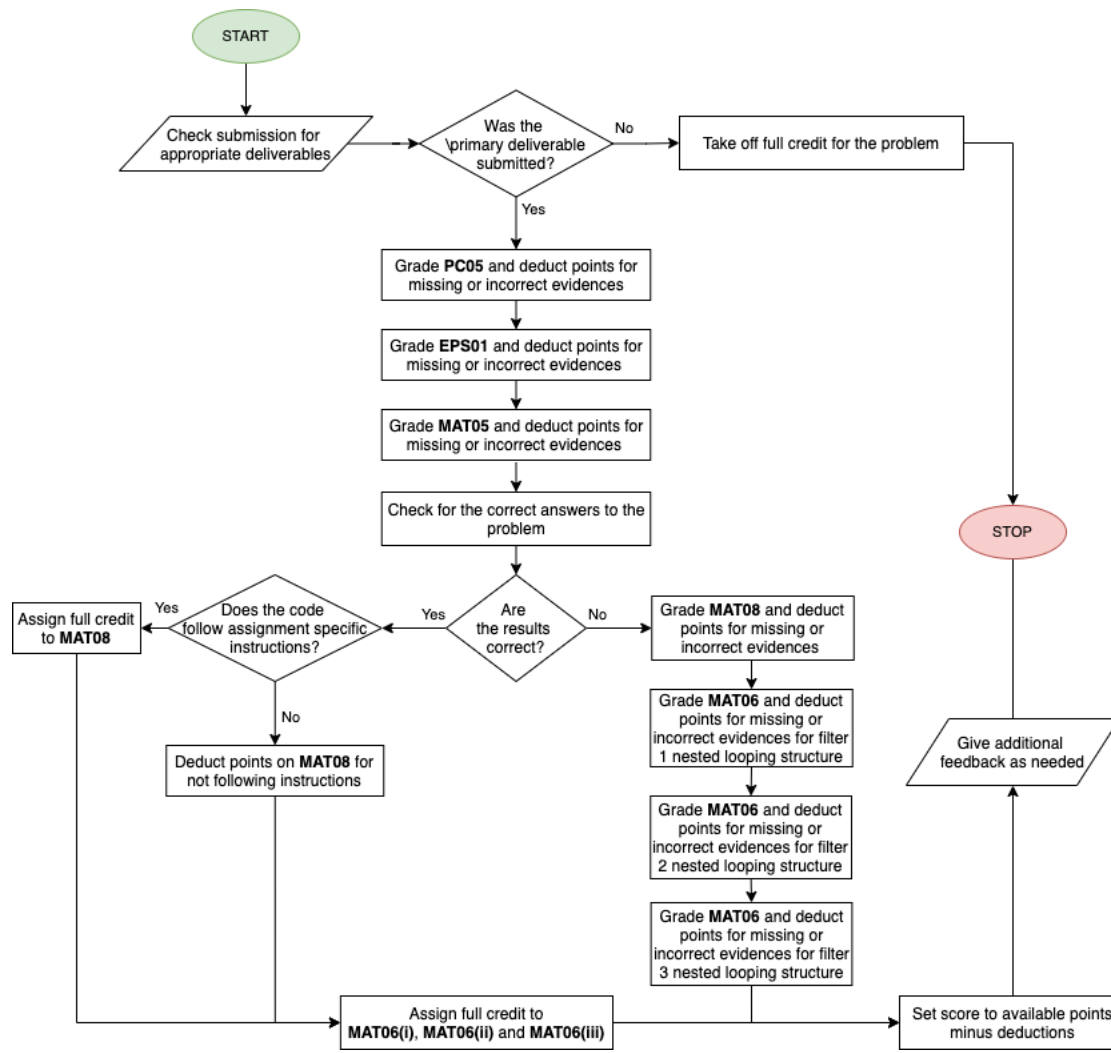 START
Check submission for
appropriate deliverables
Was the
\primary deliverable
submitted?
No
Take off full credit for the problem
Yes
Grade PC05 and deduct points for
missing or incorrect evidences
Grade EPS01 and deduct points for
missing or incorrect evidences
Grade MAT05 and deduct points for
missing or incorrect evidences
Check for the correct answers to the
problem
STOP
Assign full credit
to MAT08
Yes
Does the code
follow assignment specific
instructions?
Yes
Are
the results
correct?
No
Grade MAT08 and deduct
points for missing or
incorrect evidences
No
Deduct points on MAT08 for
not following instructions
Grade MAT06 and deduct
points for missing or
incorrect evidences for filter
1 nested looping structure
Give additional
feedback as needed
Grade MAT06 and deduct
points for missing or
incorrect evidences for filter
2 nested looping structure
Grade MAT06 and deduct
points for missing or
incorrect evidences for filter
3 nested looping structure
Assign full credit to
MAT06(i), MAT06(ii) and MAT06(iii)
Set score to available points
minus deductions